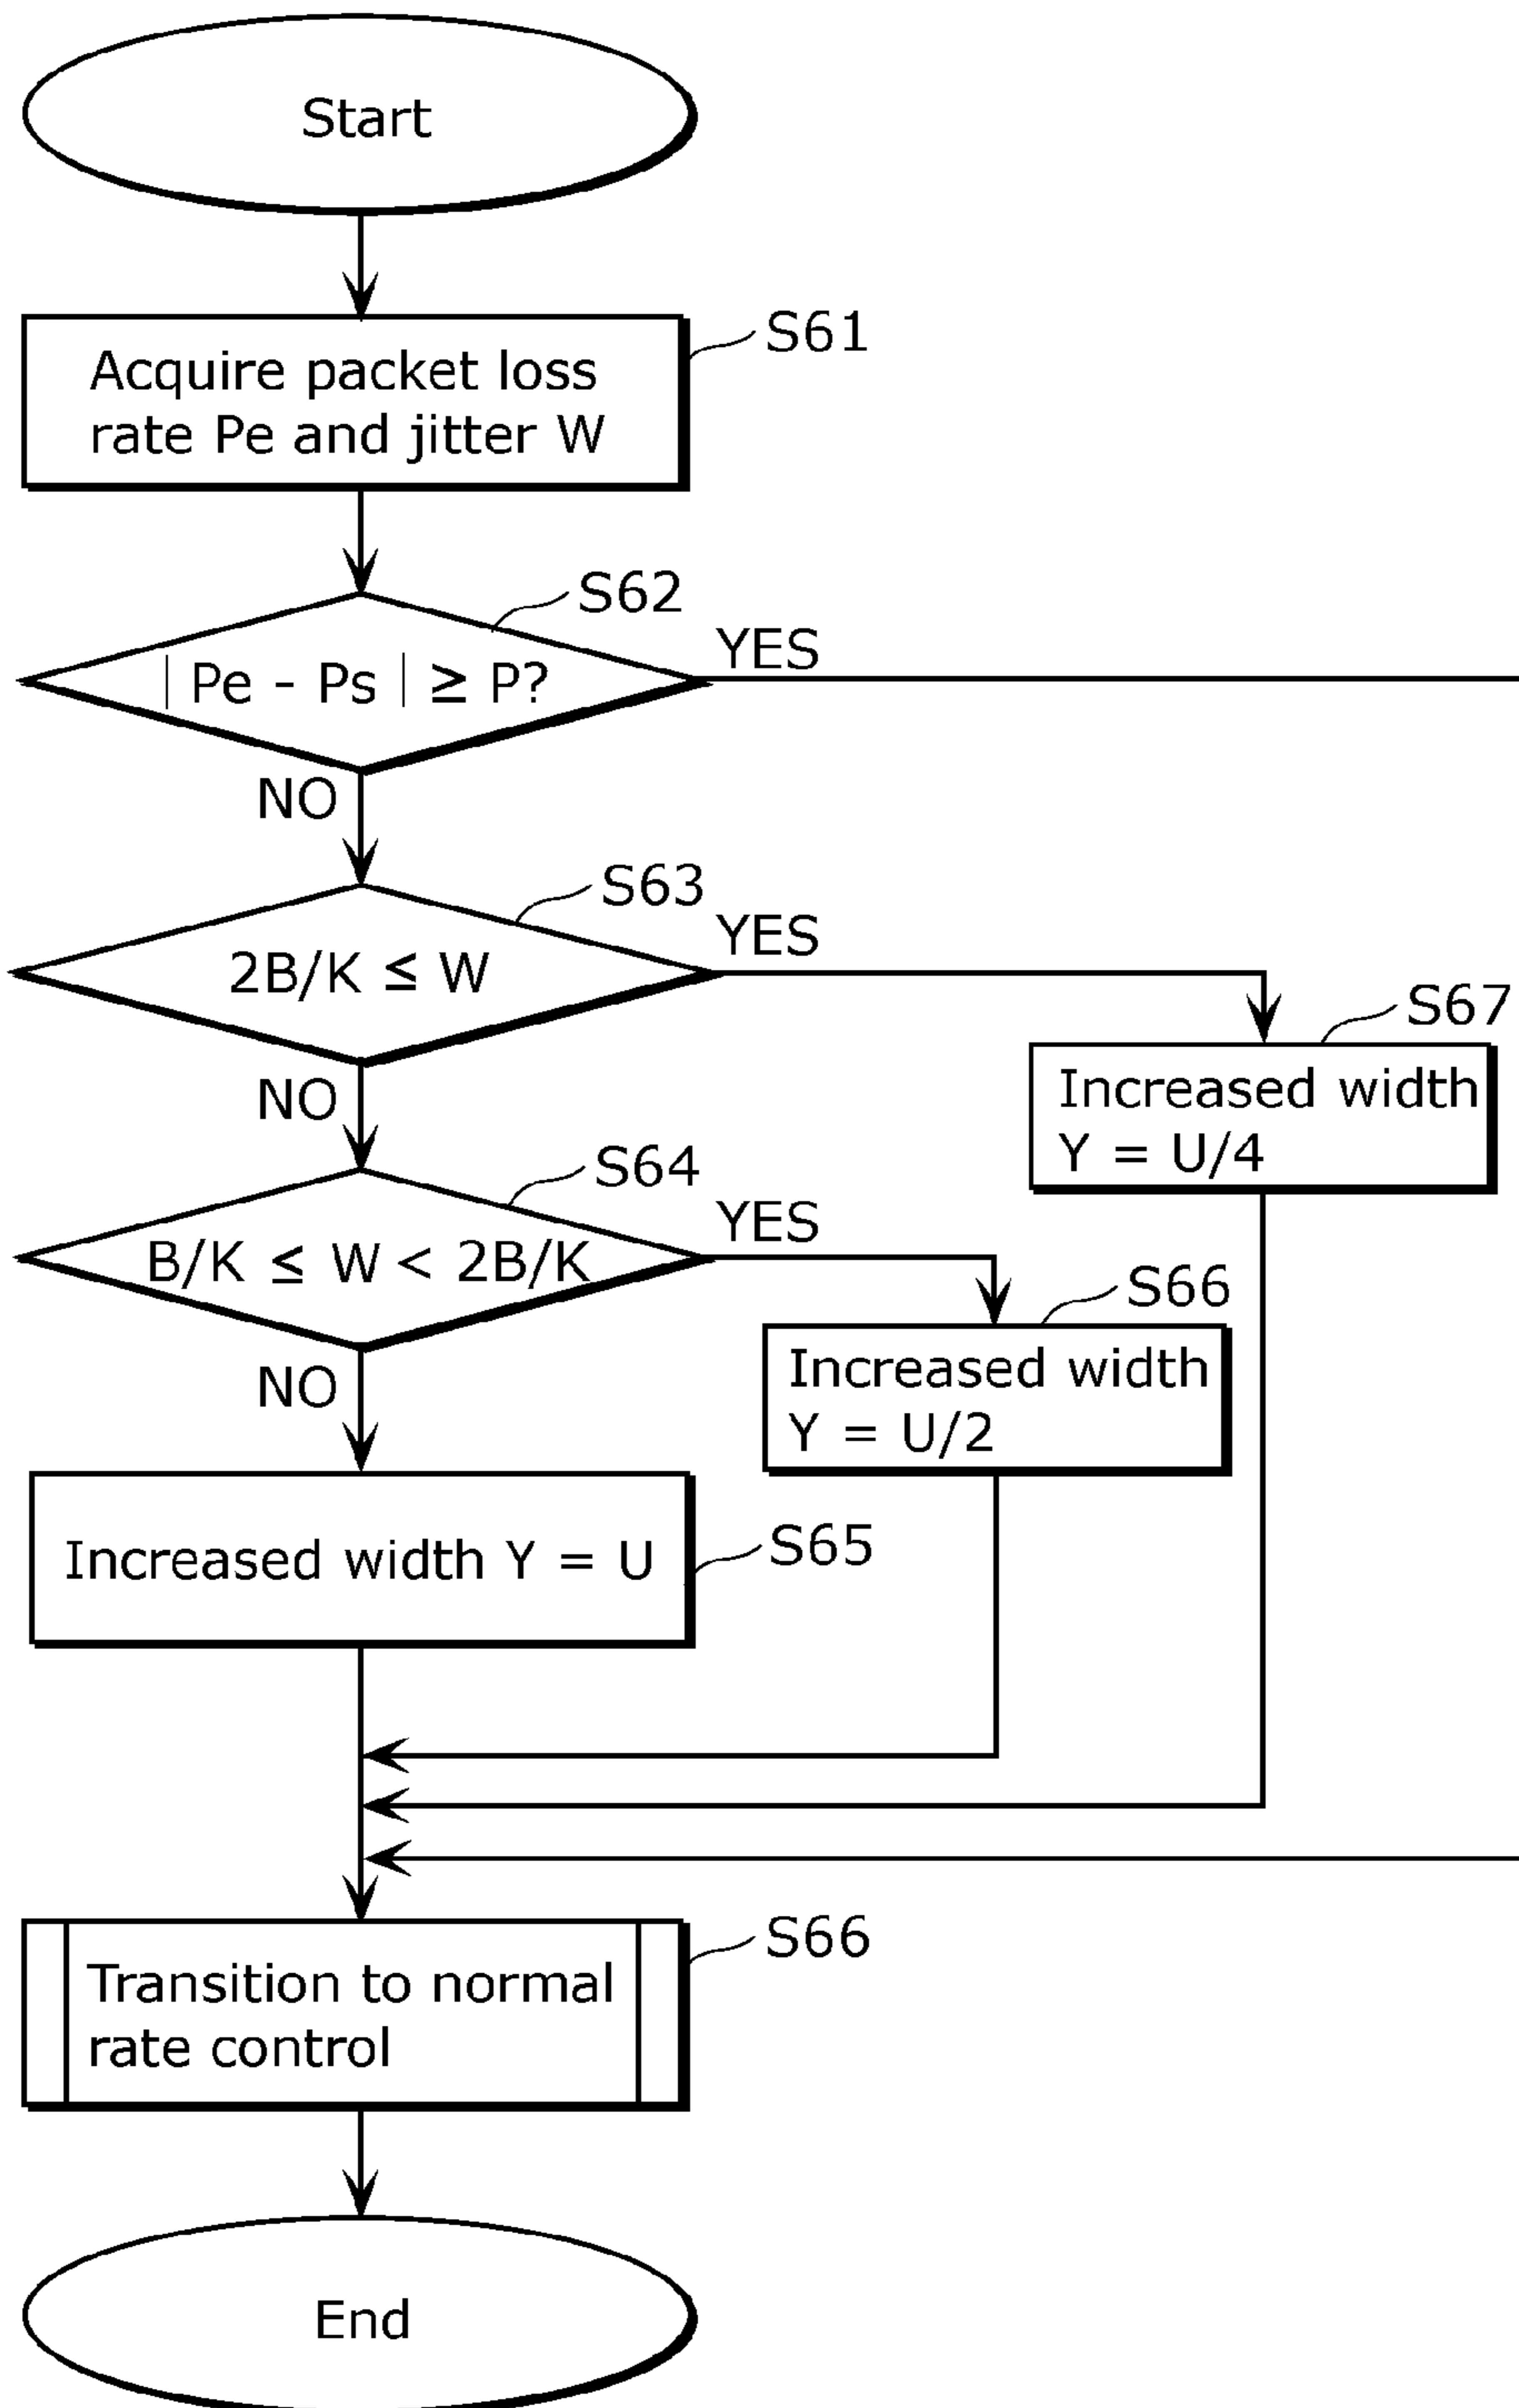 Start
S61
Acquire packet loss
rate Pe and jitter W
S62
| Pe - Ps | ≥ P?
YES
NO
S63
2B/K ≤ W
YES
NO
S67
Increased width
Y = U/4
S64
B/K ≤ W < 2B/K
YES
NO
S66
Increased width
Y = U/2
Increased width Y = U
S65
S66
Transition to normal
rate control
End